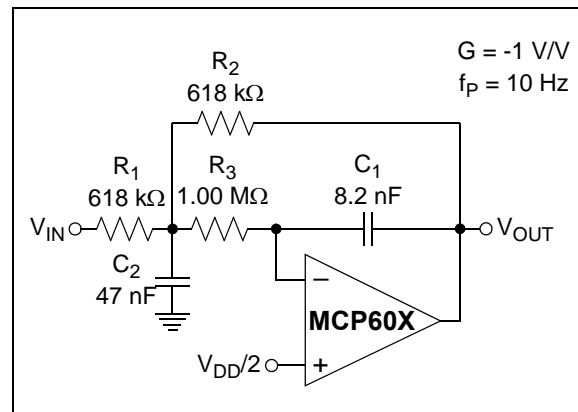 G = -1 V/V
f_P = 10 Hz
R_2
618 kΩ
R_1
618 kΩ
R_3
1.00 MΩ
C_1
8.2 nF
V_IN
V_OUT
C_2
47 nF
−
MCP60X
V_DD/2
+